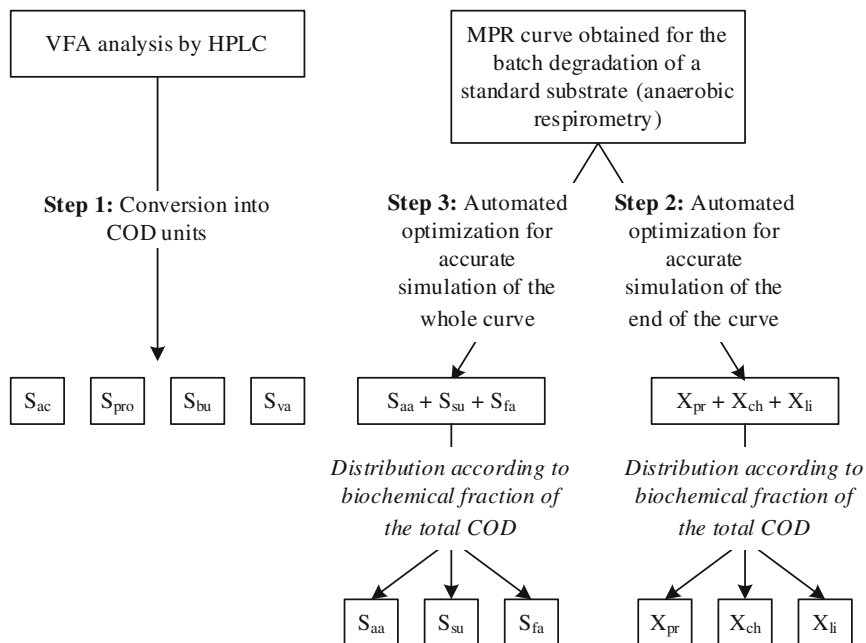 VFA analysis by HPLC
MPR curve obtained for the
batch degradation of a
standard substrate (anaerobic
respirometry)
Step 1: Conversion into
COD units
Step 3: Automated
optimization for
accurate
simulation of the
whole curve
Step 2: Automated
optimization for
accurate
simulation of the
end of the curve
S_ac
S_pro
S_bu
S_va
S_aa + S_su + S_fa
X_pr + X_ch + X_li
Distribution according to
biochemical fraction of
the total COD
Distribution according to
biochemical fraction of
the total COD
S_aa
S_su
S_fa
X_pr
X_ch
X_li